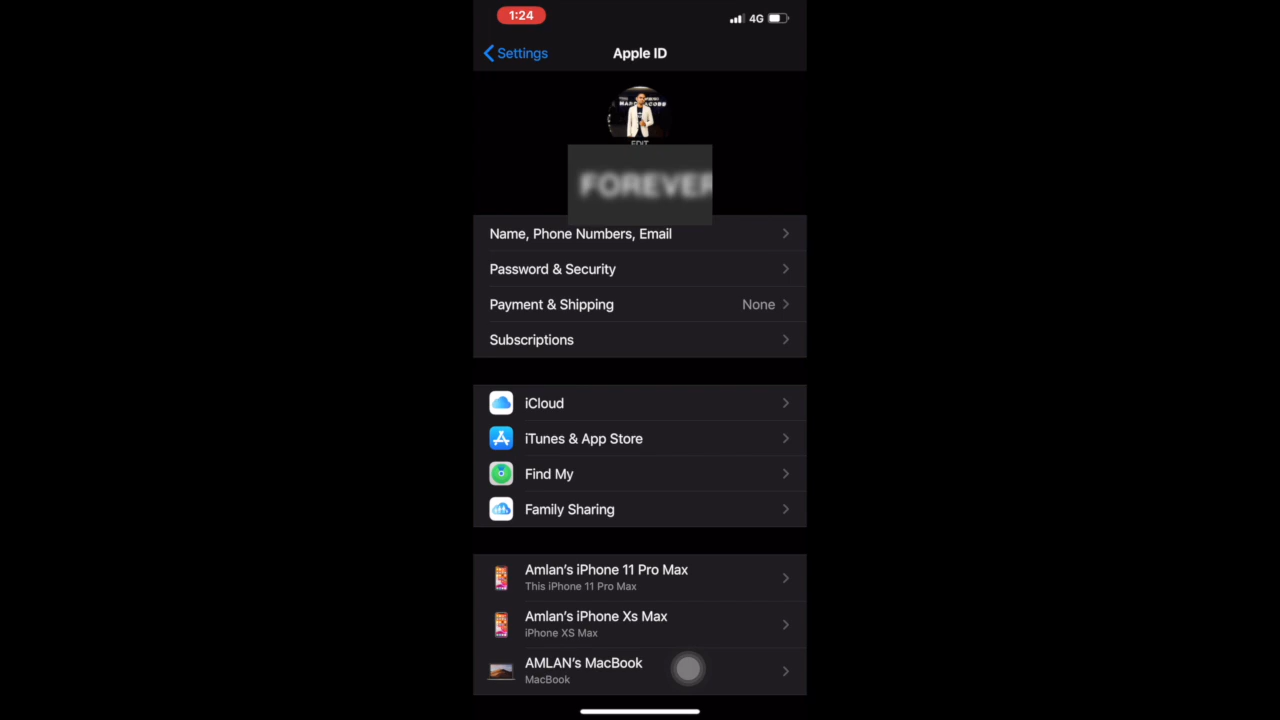 1:24
4G
Settings
Apple ID
EDIT
FOREVER
Name, Phone Numbers, Email
Password & Security
Payment & Shipping None
Subscriptions
iCloud
iTunes & App Store
Find My
Family Sharing
Amlan's iPhone 11 Pro Max
This iPhone 11 Pro Max
Amlan's iPhone Xs Max
iPhone XS Max
AMLAN's MacBook
MacBook